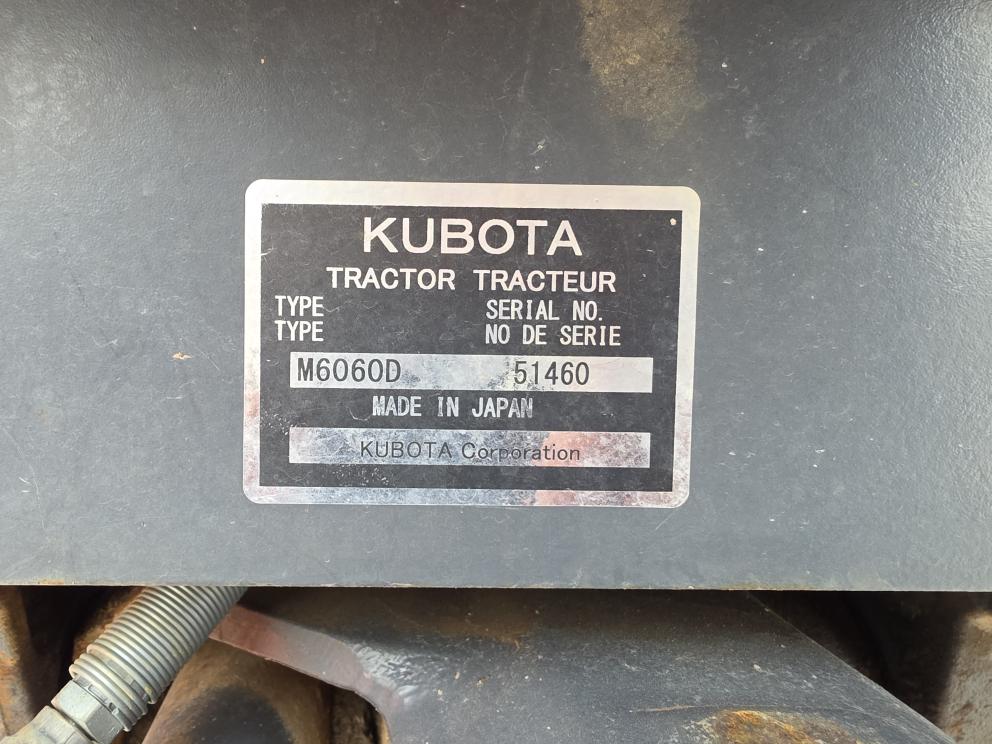 KUBOTA
TRACTOR TRACTEUR
TYPE SERIAL NO.
TYPE NO DE SERIE
M6060D 51460
MADE IN JAPAN
KUBOTA Corporation